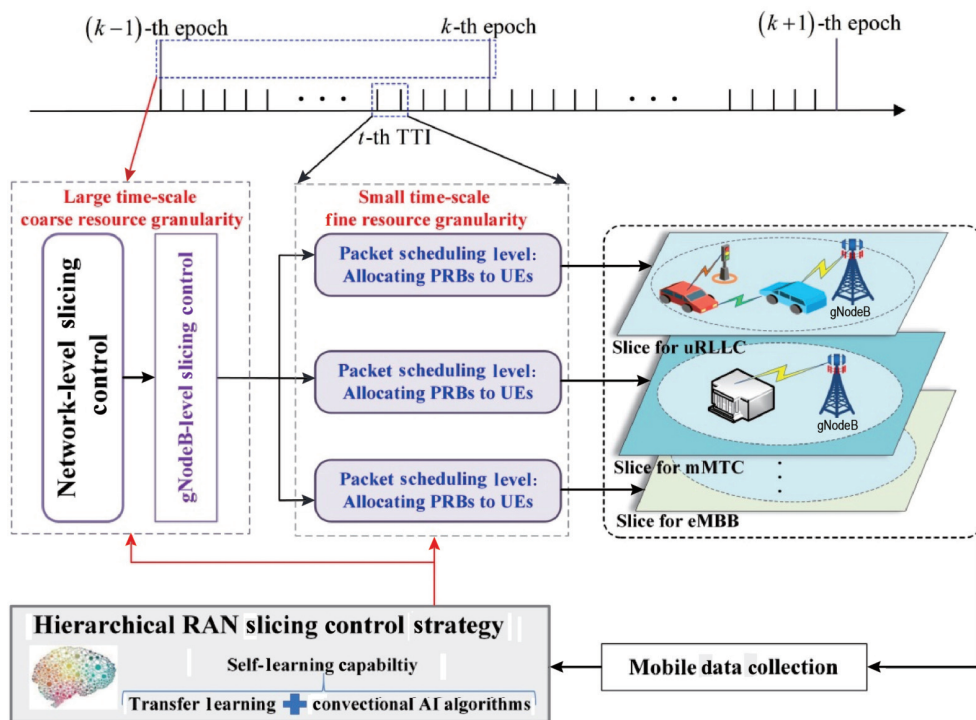 (k−1)-th epoch
k-th epoch
(k+1)-th epoch
t-th TTI
Large time-scale
coarse resource granularity
Network-level slicing
control
gNodeB-level slicing control
Small time-scale
fine resource granularity
Packet scheduling level:
Allocating PRBs to UEs
Packet scheduling level:
Allocating PRBs to UEs
Packet scheduling level:
Allocating PRBs to UEs
gNodeB
Slice for uRLLC
gNodeB
Slice for mMTC
Slice for eMBB
Hierarchical RAN slicing control strategy
Self-learning capabiltiy
Transfer learning + convectional AI algorithms
Mobile data collection